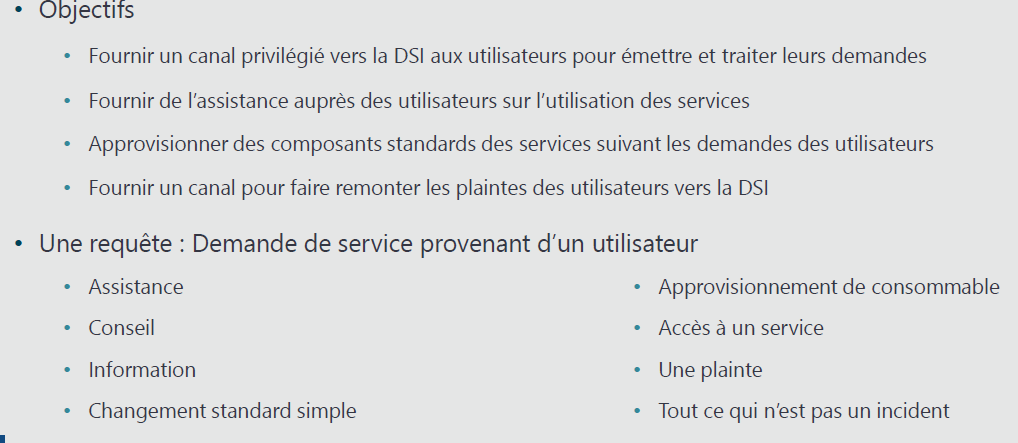 • Objectifs
• Fournir un canal privilégié vers la DSI aux utilisateurs pour émettre et traiter leurs demandes
• Fournir de l’assistance auprès des utilisateurs sur l’utilisation des services
• Approvisionner des composants standards des services suivant les demandes des utilisateurs
• Fournir un canal pour faire remonter les plaintes des utilisateurs vers la DSI
• Une requête : Demande de service provenant d’un utilisateur
• Assistance
• Conseil
• Information
• Changement standard simple
• Approvisionnement de consommable
• Accès à un service
• Une plainte
• Tout ce qui n’est pas un incident